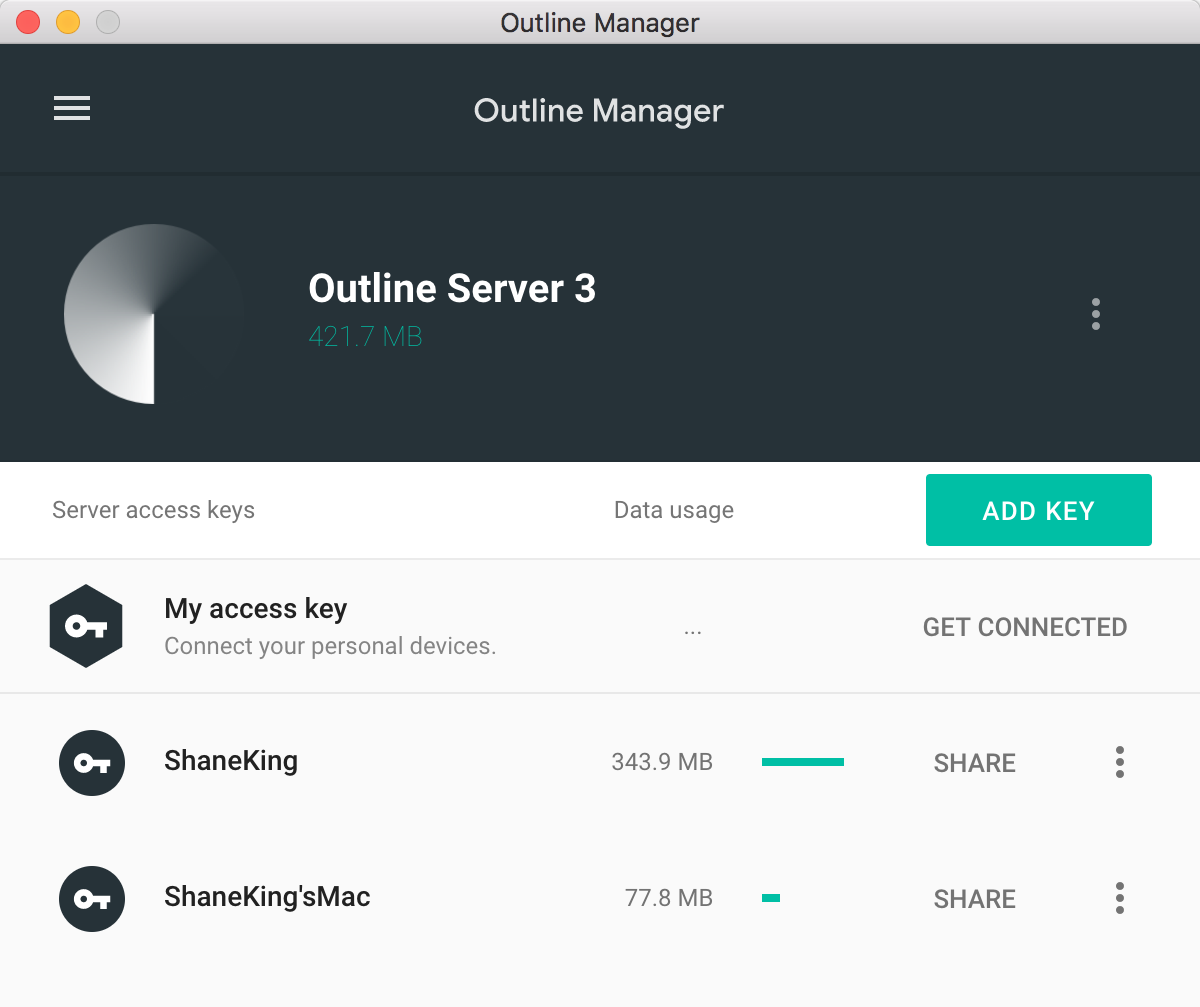 Outline Manager
Outline Manager
Outline Server 3
421.7 MB
Server access keys Data usage ADD KEY
My access key
Connect your personal devices. ... GET CONNECTED
ShaneKing 343.9 MB SHARE
ShaneKing'sMac 77.8 MB SHARE